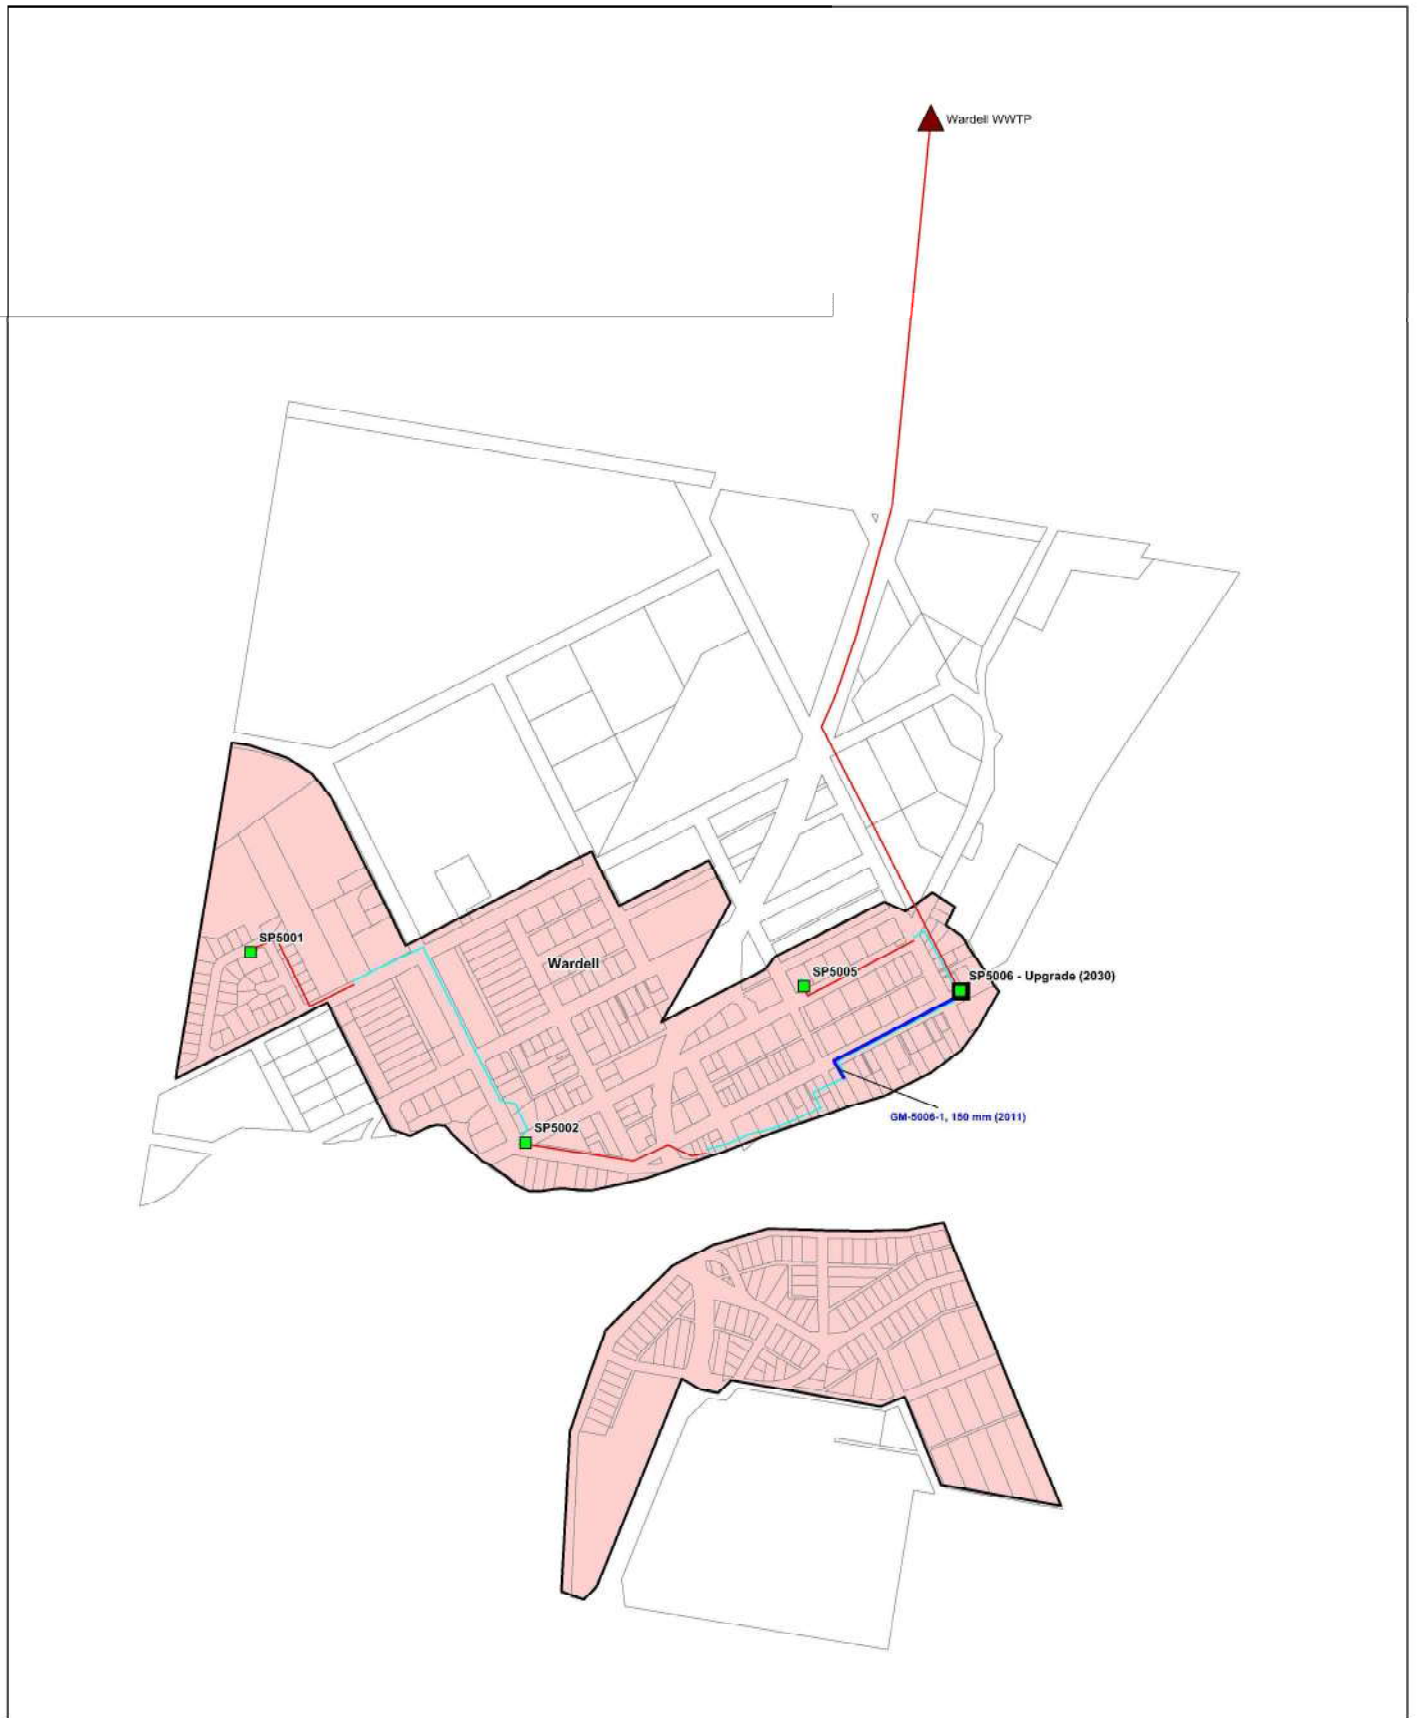 Wardell WWTP
SP5001
Wardell
SP5005
SP5006 - Upgrade (2030)
GM-5006-1, 150 mm (2011)
SP5002